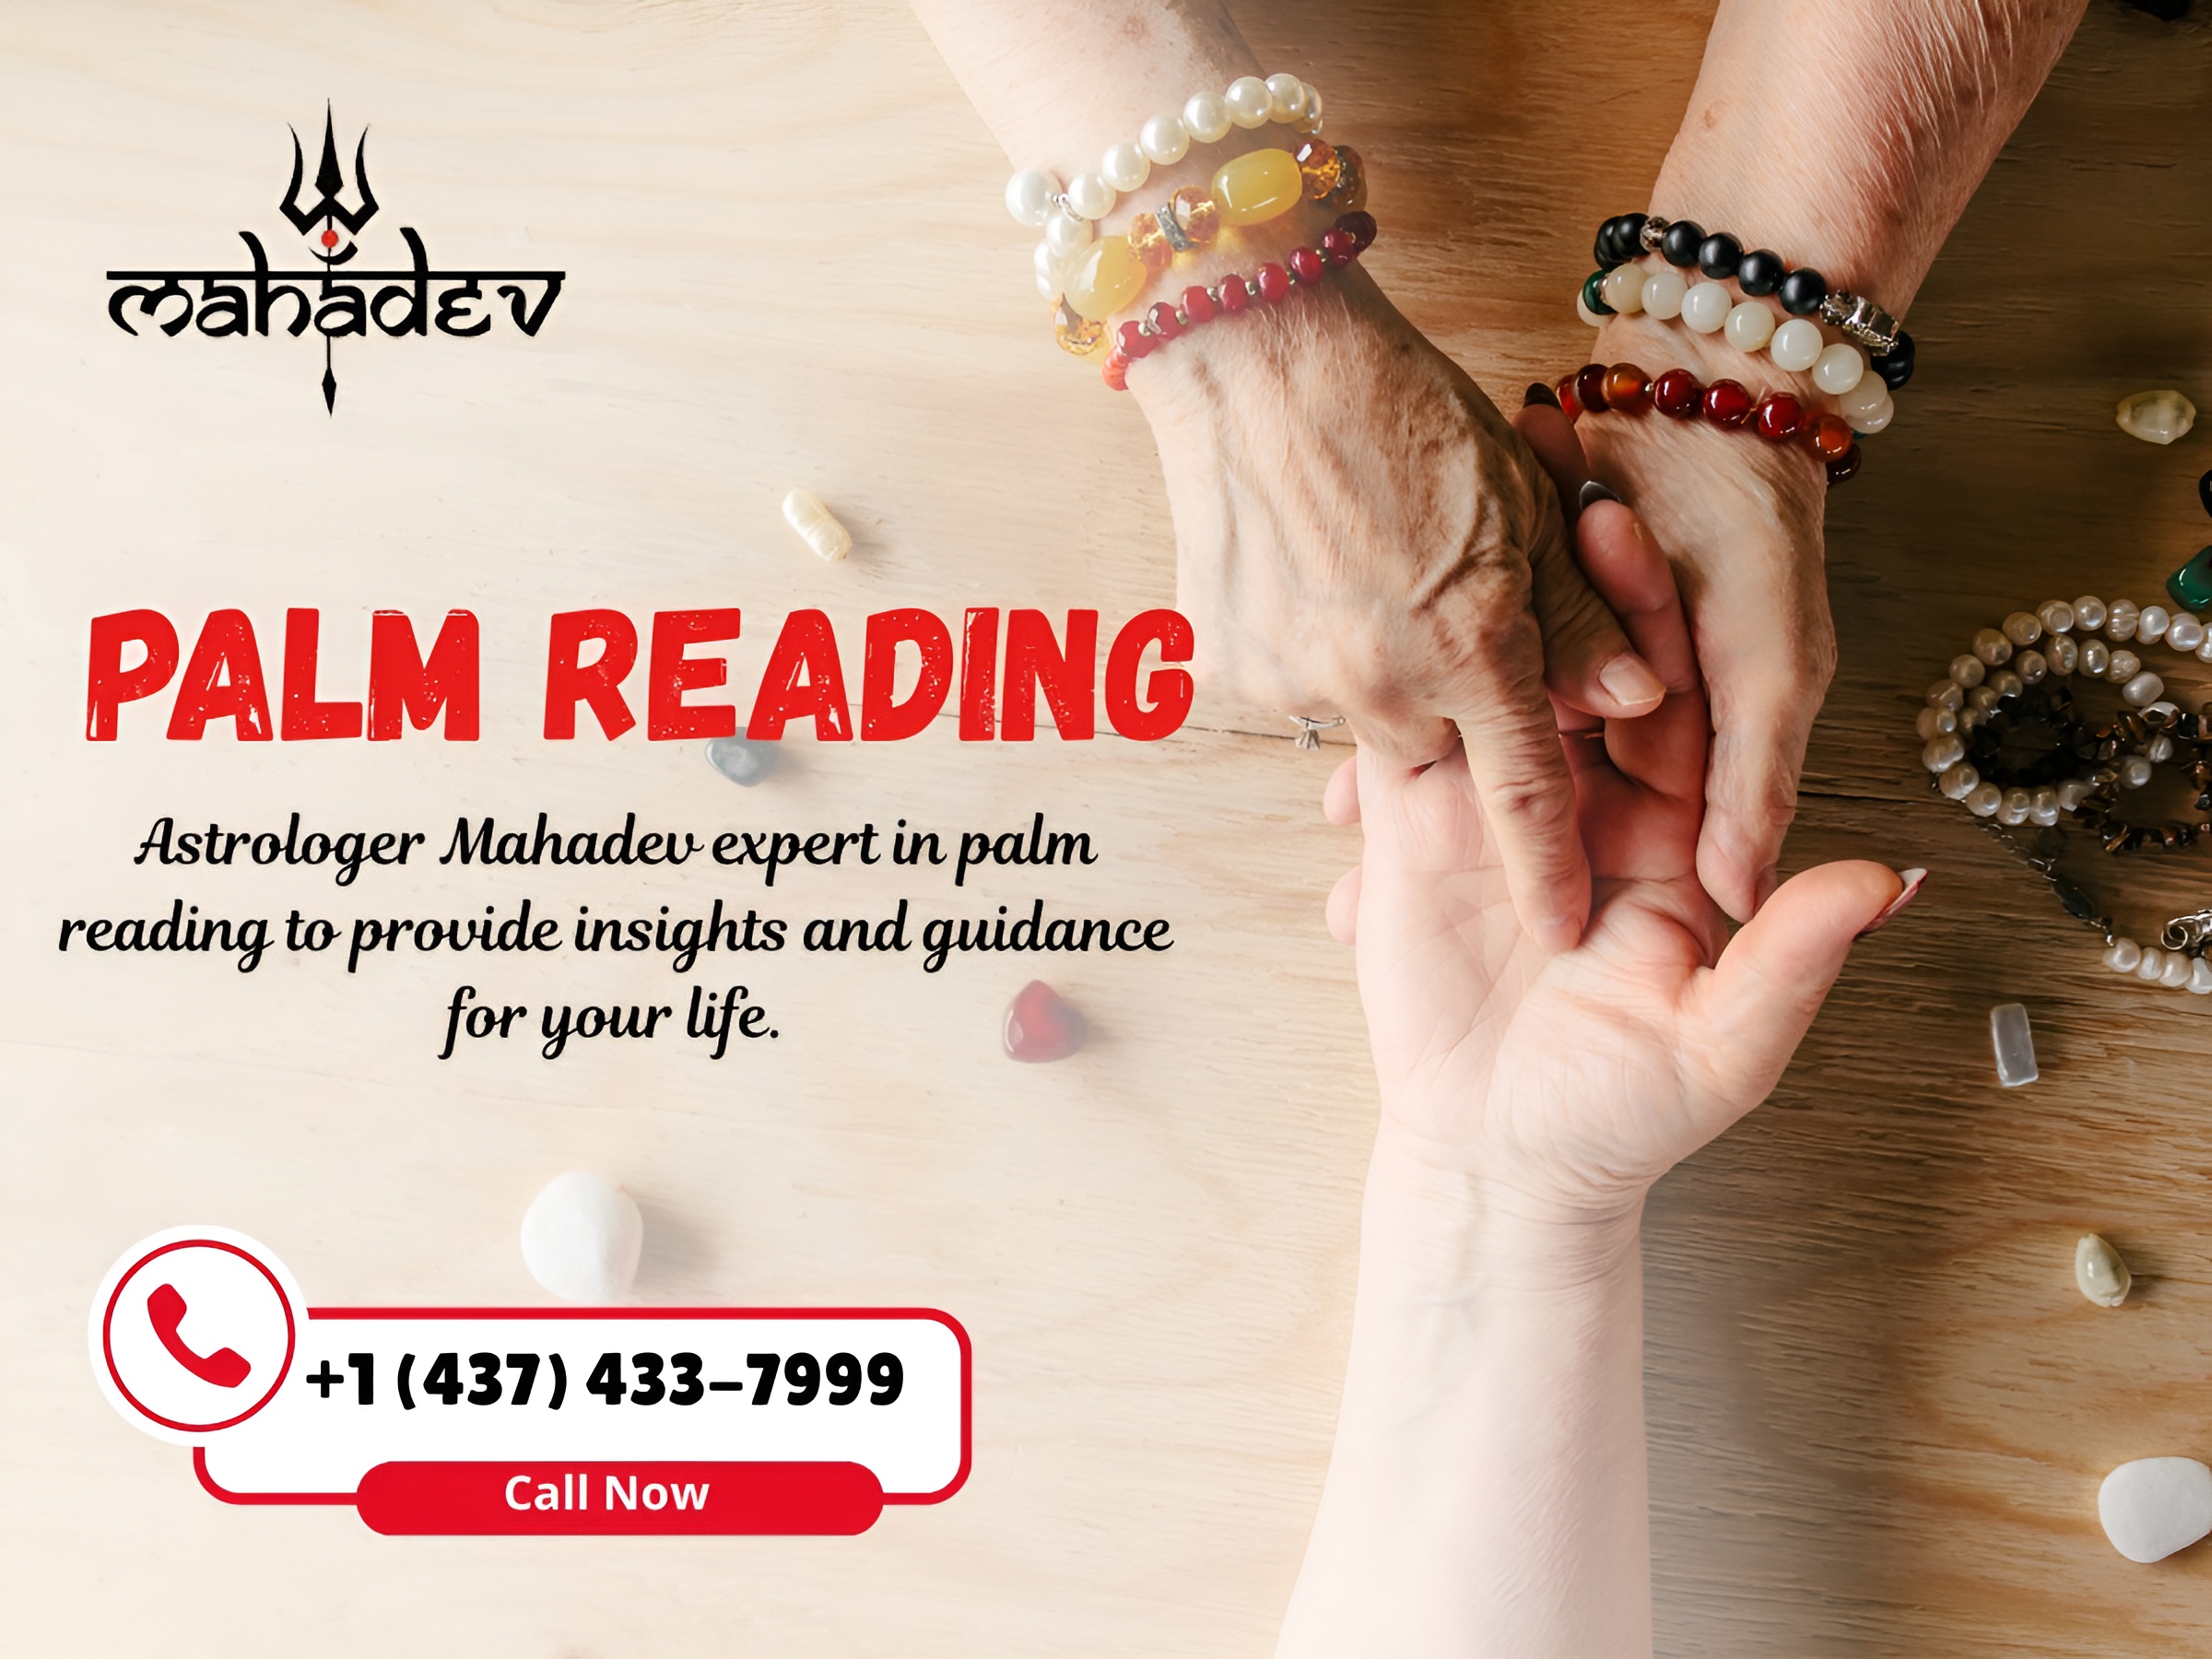 mahadev
PALM READING
Astrologer Mahadev expert in palm
reading to provide insights and guidance
for your life.
+1 (437) 433-7999
Call Now